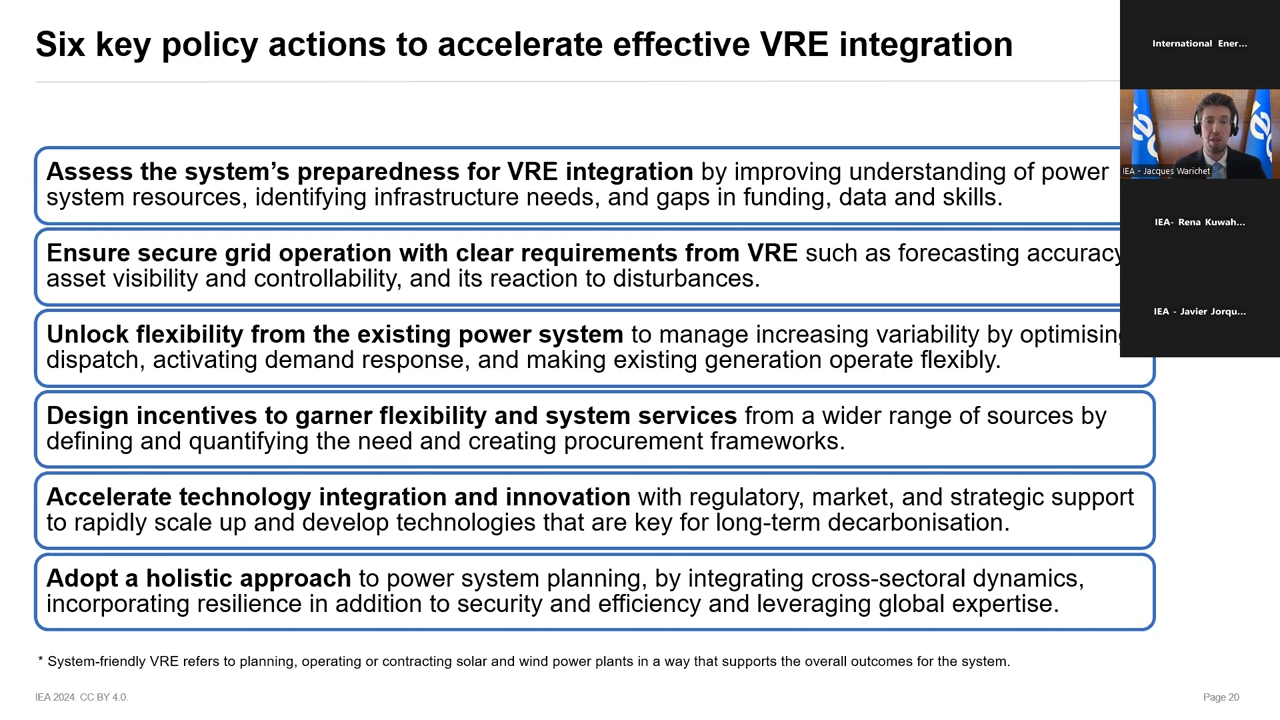 Six key policy actions to accelerate effective VRE integration
Assess the system’s preparedness for VRE integration by improving understanding of power
system resources, identifying infrastructure needs, and gaps in funding, data and skills.
Ensure secure grid operation with clear requirements from VRE such as forecasting accuracy
asset visibility and controllability, and its reaction to disturbances.
Unlock flexibility from the existing power system to manage increasing variability by optimising
dispatch, activating demand response, and making existing generation operate flexibly.
Design incentives to garner flexibility and system services from a wider range of sources by
defining and quantifying the need and creating procurement frameworks.
Accelerate technology integration and innovation with regulatory, market, and strategic support
to rapidly scale up and develop technologies that are key for long-term decarbonisation.
Adopt a holistic approach to power system planning, by integrating cross-sectoral dynamics,
incorporating resilience in addition to security and efficiency and leveraging global expertise.
* System-friendly VRE refers to planning, operating or contracting solar and wind power plants in a way that supports the overall outcomes for the system.
IEA 2024. CC BY 4.0.
Page 20
International Ener...
IEA - Jacques Warichet
IEA- Rena Kuwah...
IEA - Javier Jorqu...